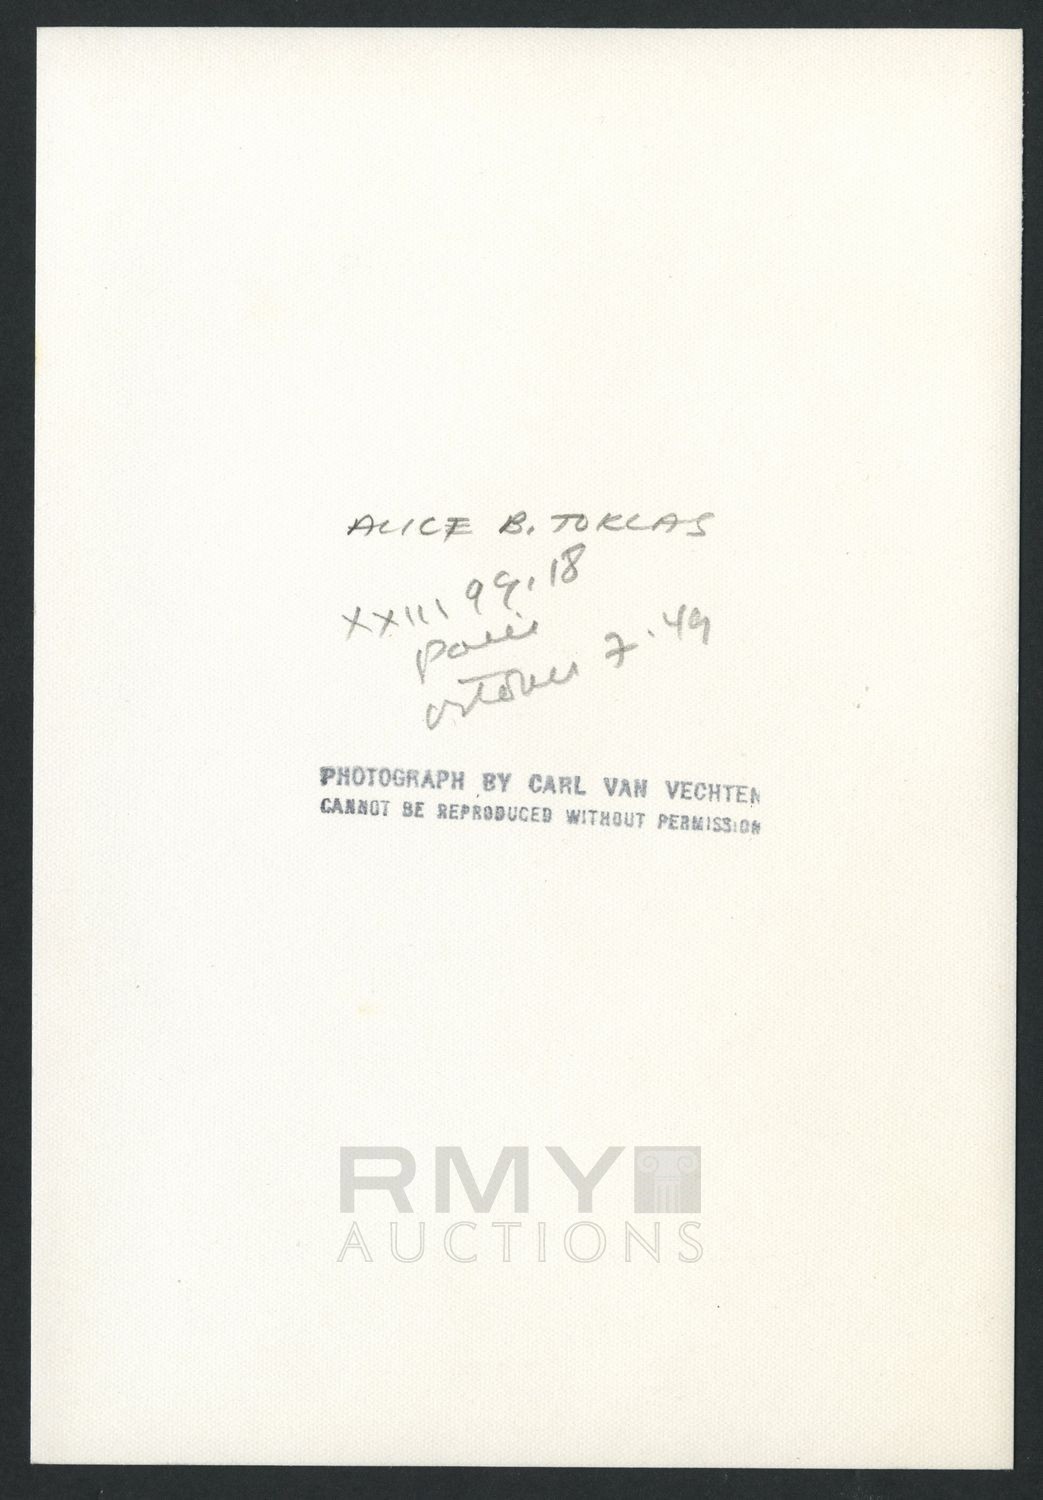 ALICE B. TOKLAS
XXIII 99.18
Paris
October 7.'49
PHOTOGRAPH BY CARL VAN VECHTEN
CANNOT BE REPRODUCED WITHOUT PERMISSION
RMY
AUCTIONS